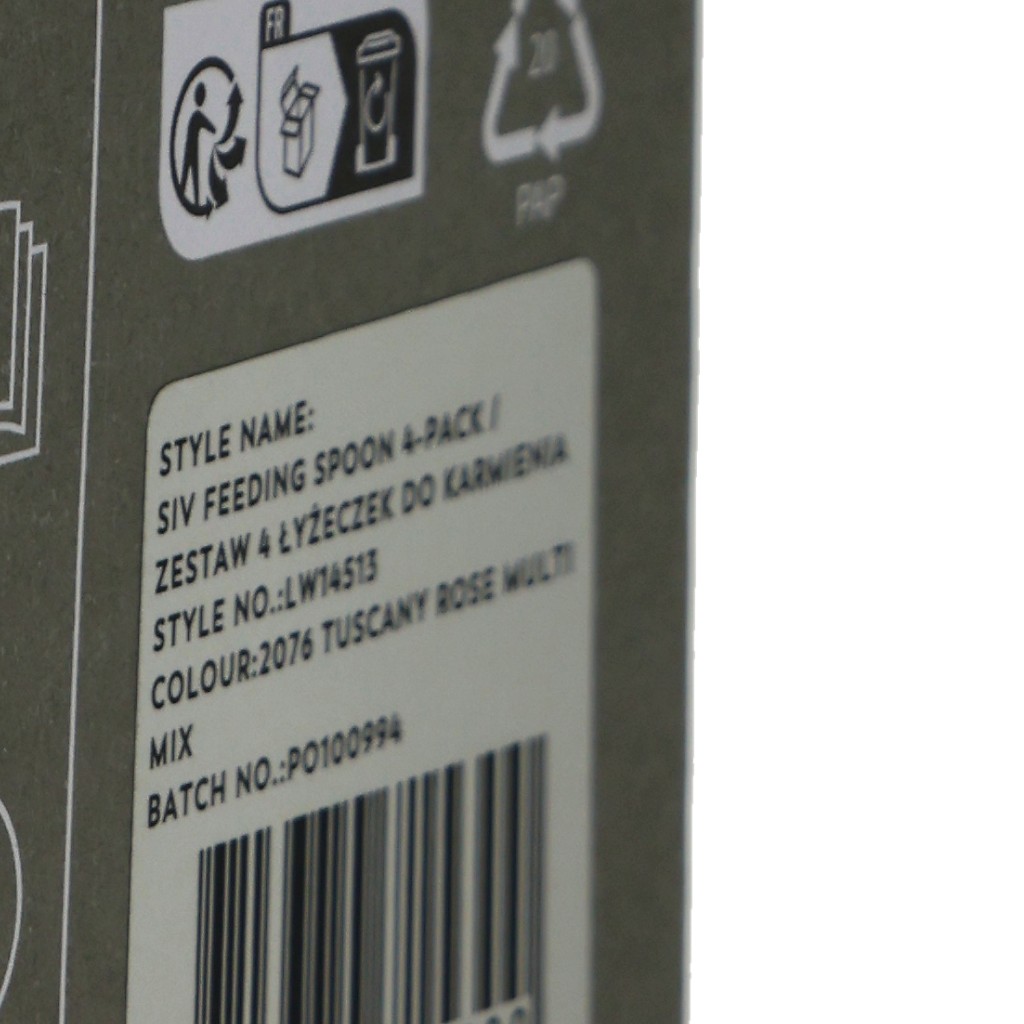 FR
20
PAP
STYLE NAME:
SIV FEEDING SPOON 4-PACK /
ZESTAW 4 ŁYŻECZEK DO KARMIENIA
STYLE NO.:LW14513
COLOUR:2076 TUSCANY ROSE MULTI
MIX
BATCH NO.:PO100994